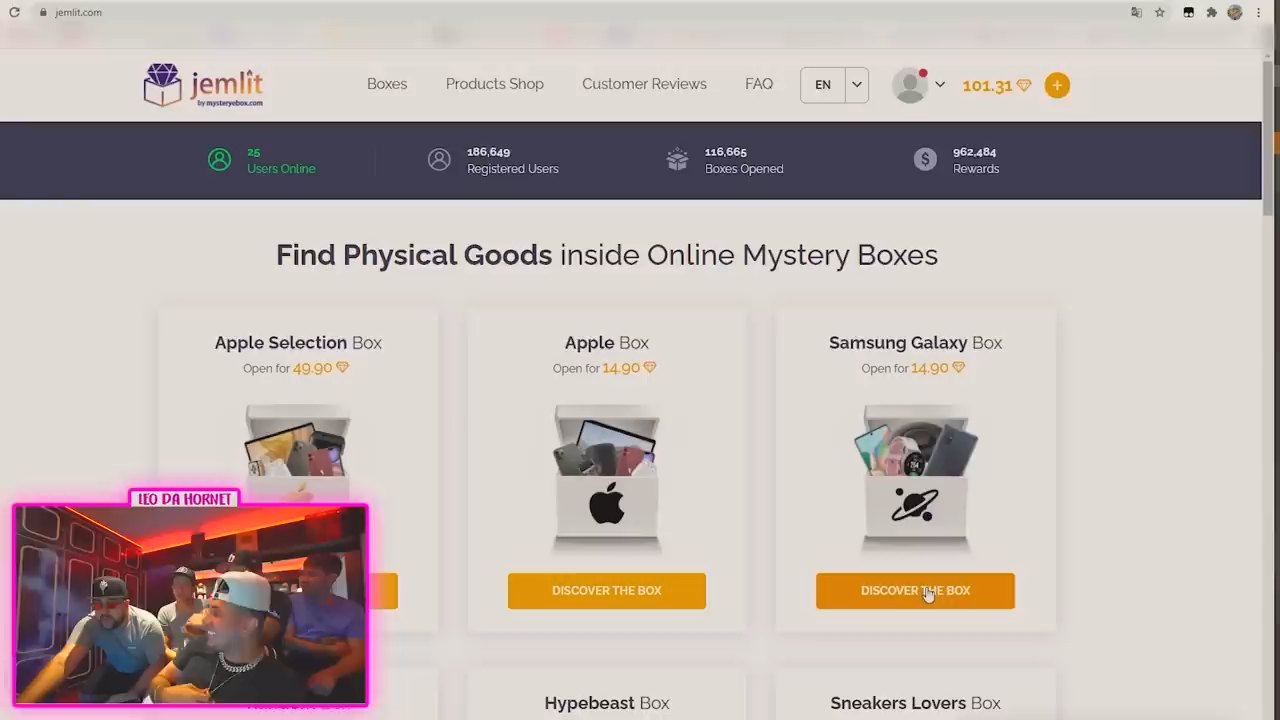 jemlit.com
jemlit
by mysteryebox.com
Boxes
Products Shop
Customer Reviews
FAQ
EN
101.31
25
Users Online
186,649
Registered Users
116,665
Boxes Opened
962,484
Rewards
Find Physical Goods inside Online Mystery Boxes
Apple Selection Box
Open for 49.90
Apple Box
Open for 14.90
Samsung Galaxy Box
Open for 14.90
DISCOVER THE BOX
DISCOVER THE BOX
LEO DA HORNET
Hypebeast Box
Sneakers Lovers Box